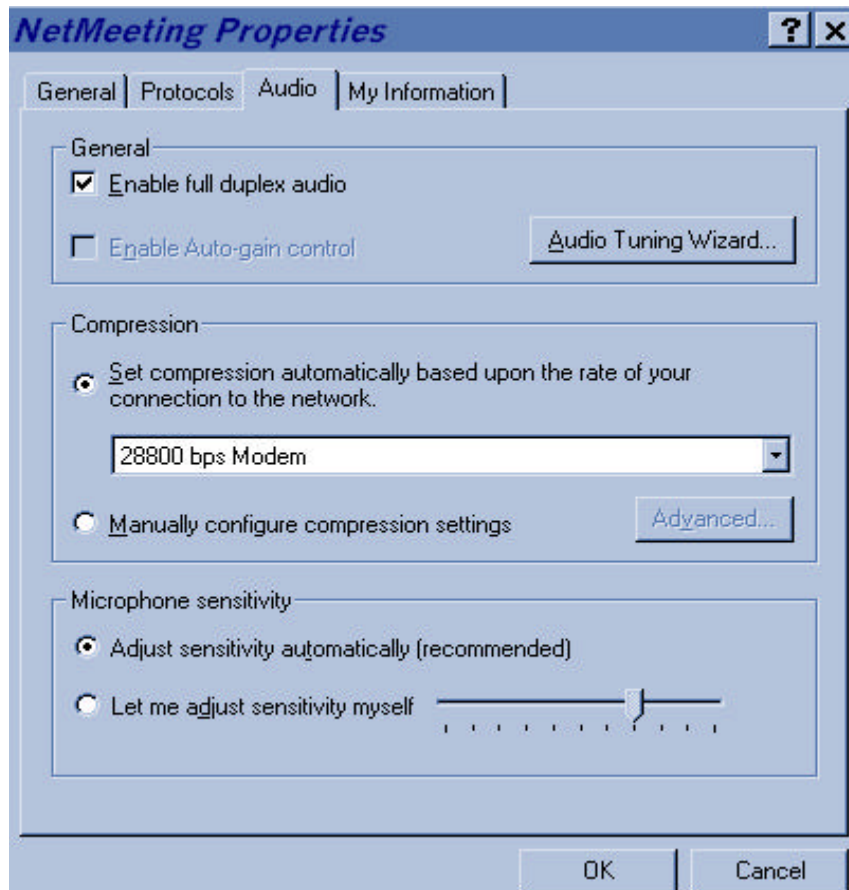 NetMeeting Properties
General Protocols Audio My Information
General
Enable full duplex audio
Enable Auto-gain control
Audio Tuning Wizard...
Compression
Set compression automatically based upon the rate of your
connection to the network.
28800 bps Modem
Manually configure compression settings
Advanced...
Microphone sensitivity
Adjust sensitivity automatically (recommended)
Let me adjust sensitivity myself
OK Cancel